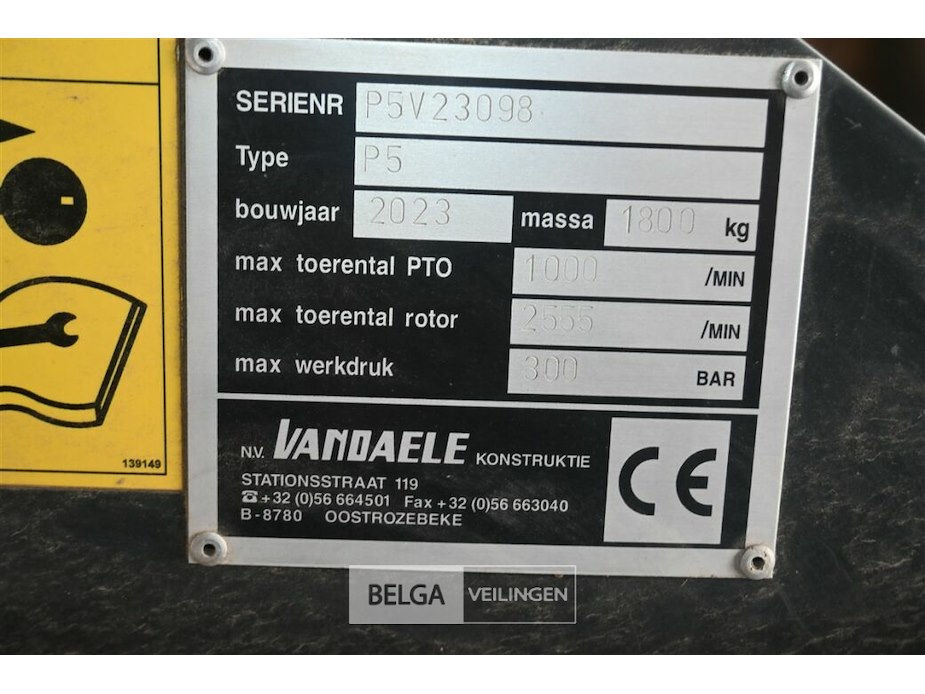 SERIENR P5V23098
Type P5
bouwjaar 2023 massa 1800 kg
max toerental PTO 1000 /MIN
max toerental rotor 2555 /MIN
max werkdruk 300 BAR
N.V. VANDAELE KONSTRUKTIE
STATIONSSTRAAT 119
☎+32 (0)56 664501 Fax +32 (0)56 663040
B-8780 OOSTROZEBEKE
CE
139149
BELGA VEILINGEN